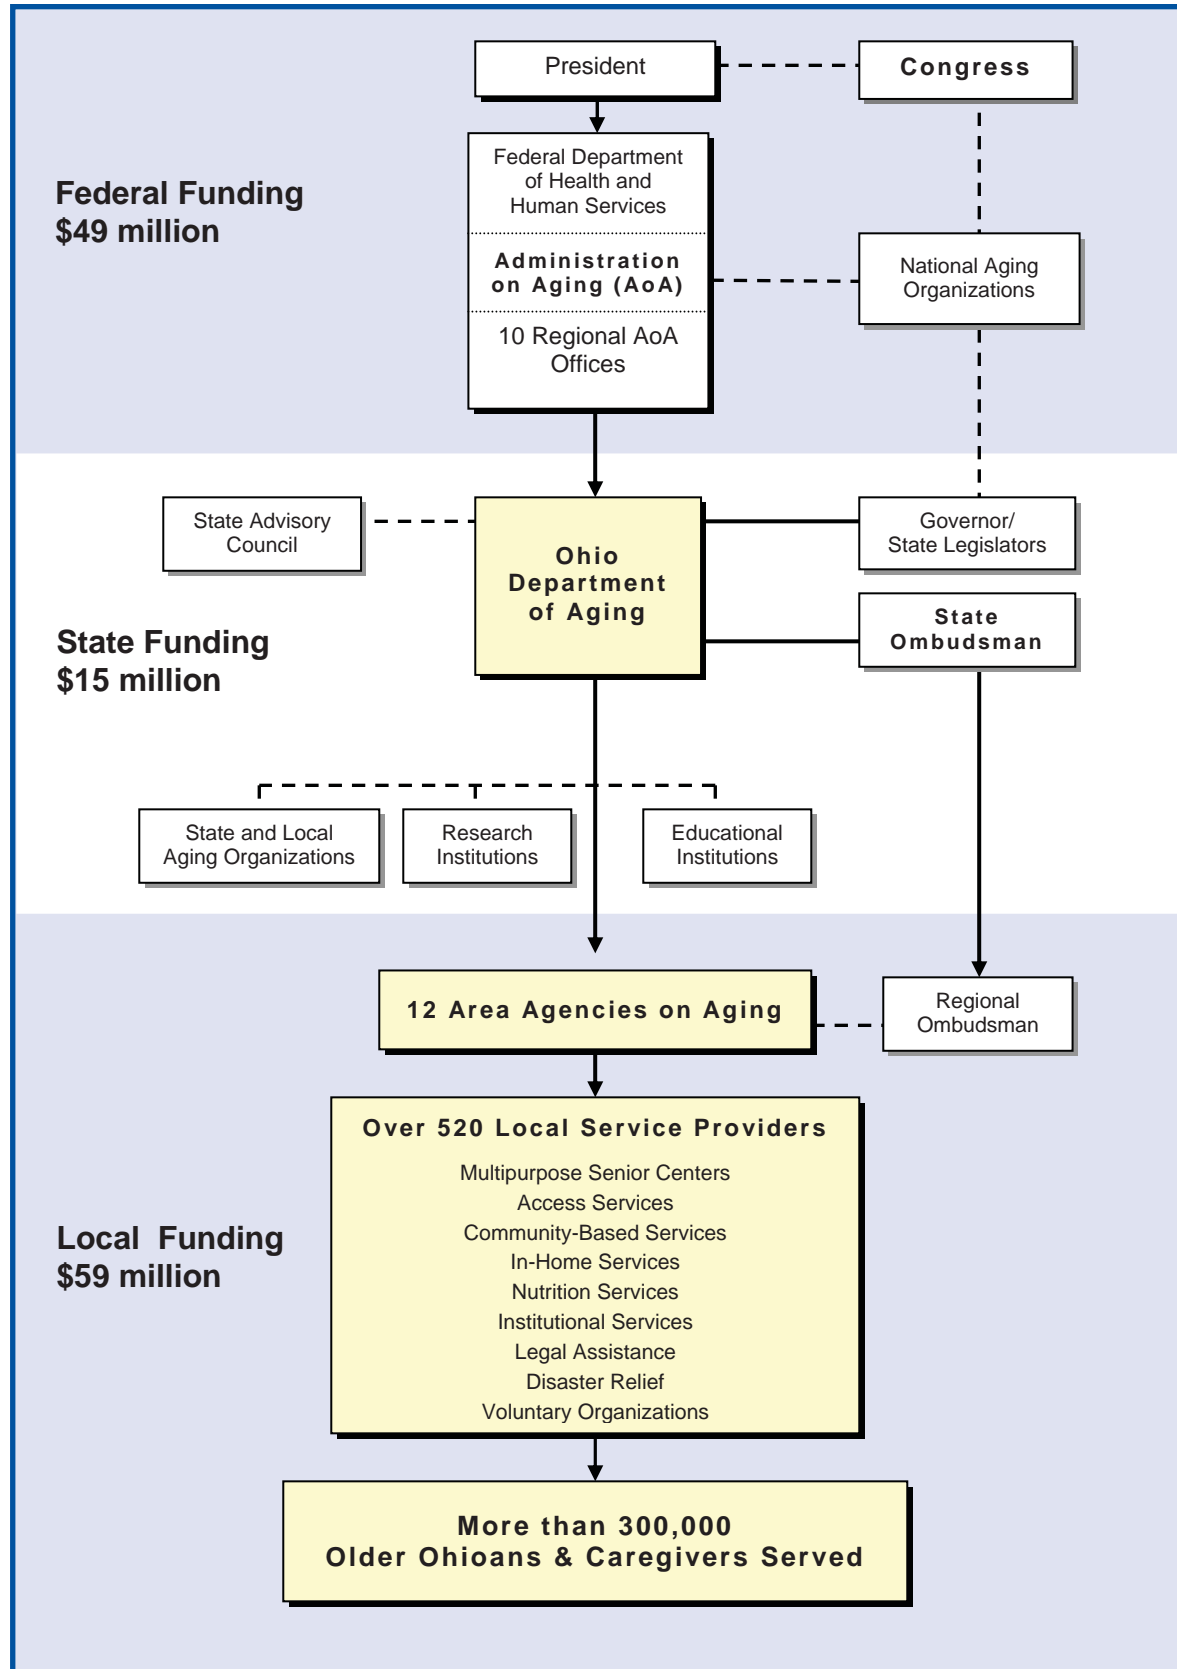 President
Congress
Federal Department
of Health and
Human Services
Federal Funding
$49 million
Administration
on Aging (AoA)
National Aging
Organizations
10 Regional AoA
Offices
State Advisory
Council
Ohio
Department
of Aging
Governor/
State Legislators
State
Ombudsman
State Funding
$15 million
State and Local
Aging Organizations
Research
Institutions
Educational
Institutions
12 Area Agencies on Aging
Regional
Ombudsman
Over 520 Local Service Providers
Multipurpose Senior Centers
Access Services
Community-Based Services
In-Home Services
Nutrition Services
Institutional Services
Legal Assistance
Disaster Relief
Voluntary Organizations
Local Funding
$59 million
More than 300,000
Older Ohioans & Caregivers Served